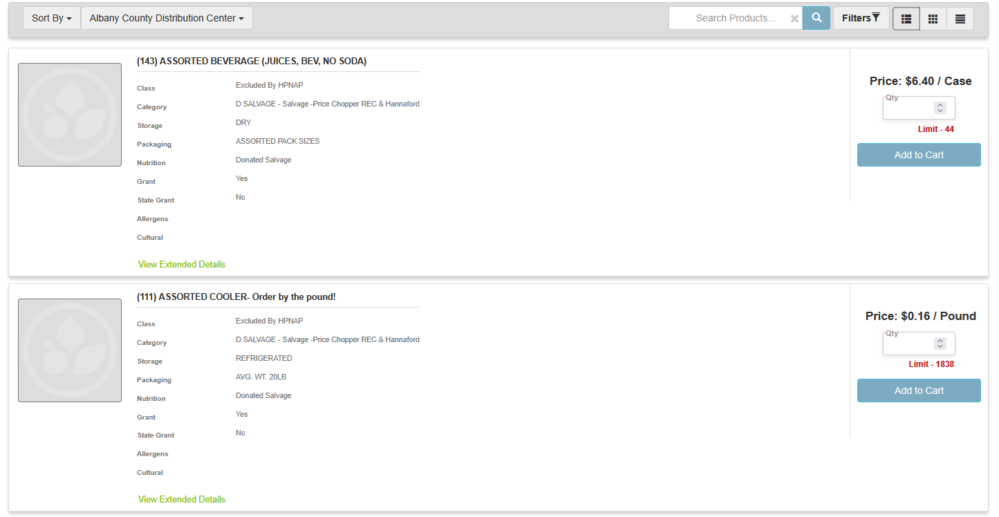 Sort By
Albany County Distribution Center
Search Products...
Filters
(143) ASSORTED BEVERAGE (JUICES, BEV, NO SODA)
Class Excluded By HPNAP
Category D SALVAGE - Salvage -Price Chopper REC.& Hannaford
Storage DRY
Packaging ASSORTED PACK SIZES
Nutrition Donated Salvage
Grant Yes
State Grant No
Allergens
Cultural
View Extended Details
Price: $6.40 / Case
Qty
Limit - 44
Add to Cart
(111) ASSORTED COOLER- Order by the pound!
Class Excluded By HPNAP
Category D SALVAGE - Salvage -Price Chopper REC.& Hannaford
Storage REFRIGERATED
Packaging AVG. WT. 20LB
Nutrition Donated Salvage
Grant Yes
State Grant No
Allergens
Cultural
View Extended Details
Price: $0.16 / Pound
Qty
Limit - 1838
Add to Cart